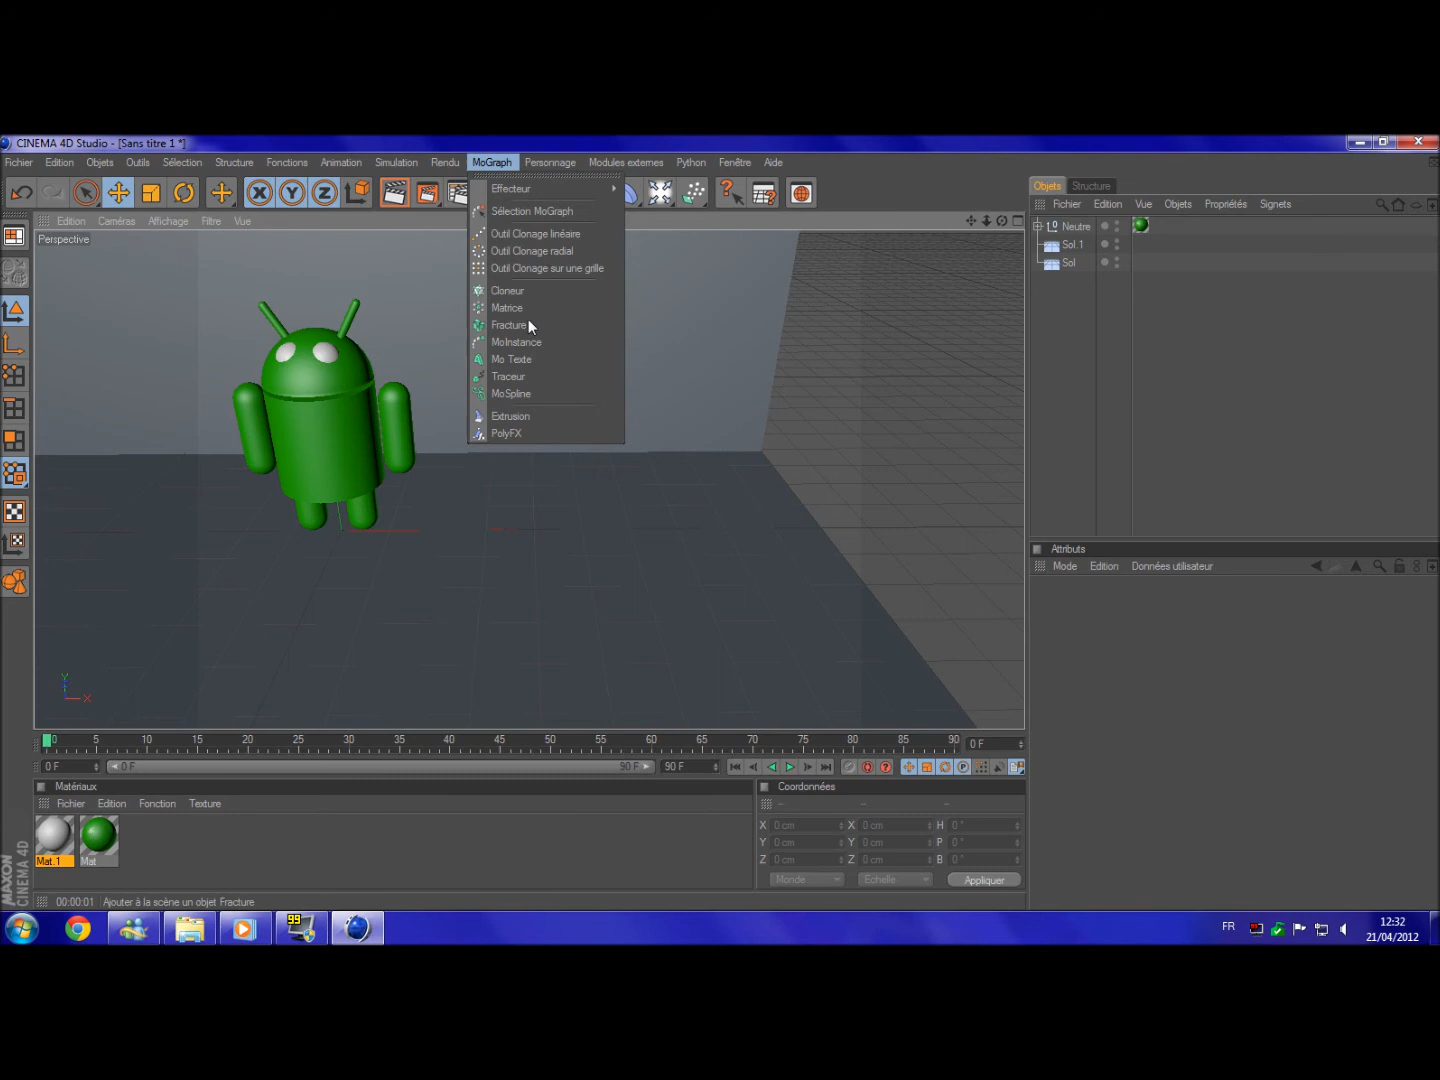 CINEMA 4D Studio - [Sans titre 1 *]
Fichier Edition Objets Outils Sélection Structure Fonctions Animation Simulation Rendu MoGraph Personnage Modules externes Python Fenêtre Aide
X Y Z
Edition Caméras Affichage Filtre Vue
Perspective
Effecteur
Sélection MoGraph
Outil Clonage linéaire
Outil Clonage radial
Outil Clonage sur une grille
Cloneur
Matrice
Fracture
MoInstance
Mo Texte
Traceur
MoSpline
Extrusion
PolyFX
Objets Structure
Fichier Edition Vue Objets Propriétés Signets
Neutre
Sol.1
Sol
Attributs
Mode Edition Données utilisateur
Y
X
0 5 10 15 20 25 30 35 40 45 50 55 60 65 70 75 80 85 90 0 F
0 F 0 F 90 F 90 F
Matériaux
Fichier Edition Fonction Texture
Mat.1 Mat
Coordonnées
-- -- --
X 0 cm X 0 cm H 0 °
Y 0 cm Y 0 cm P 0 °
Z 0 cm Z 0 cm B 0 °
Monde Echelle Appliquer
MAXON
CINEMA 4D
00:00:01 Ajouter à la scène un objet Fracture
99
FR
12:32
21/04/2012